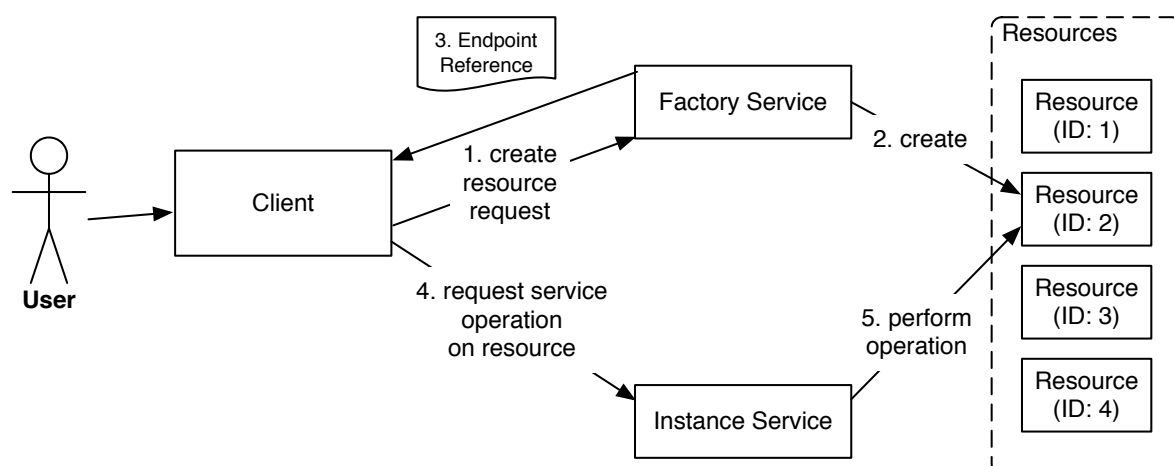 3. Endpoint
Reference
Resources
Factory Service
Resource
(ID: 1)
2. create
1. create
resource
request
Client
Resource
(ID: 2)
User
4. request service
operation
on resource
Resource
(ID: 3)
5. perform
operation
Instance Service
Resource
(ID: 4)